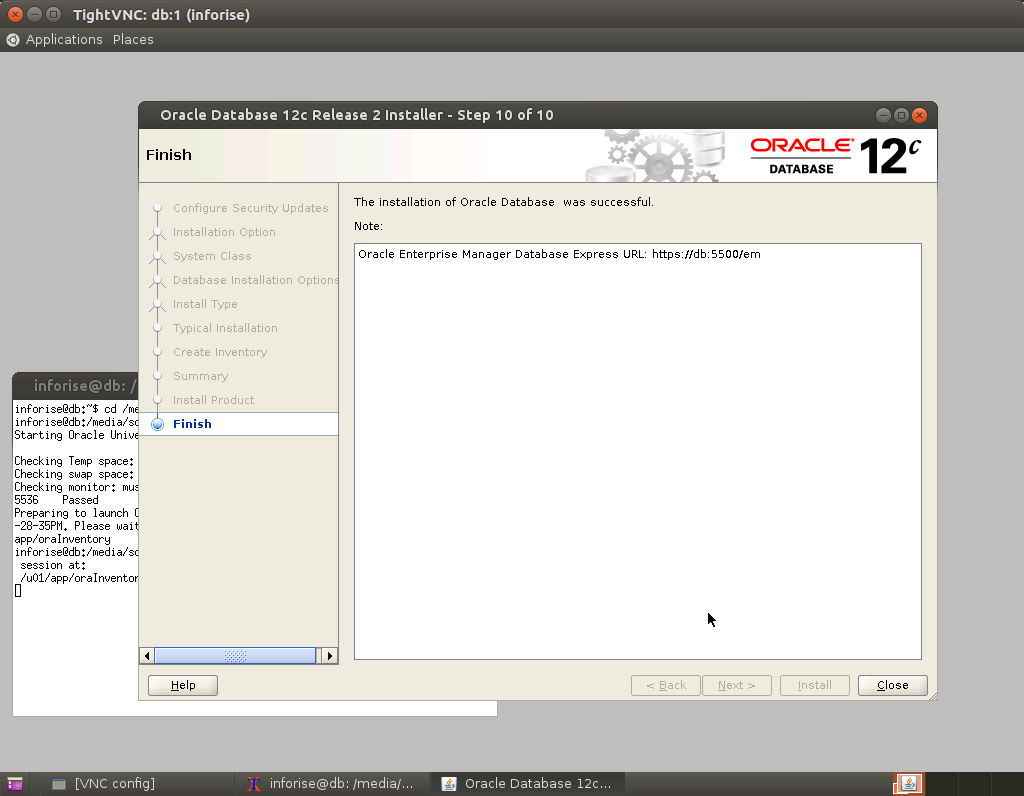 TightVNC: db:1 (inforise)
Applications Places
Oracle Database 12c Release 2 Installer - Step 10 of 10
Finish
ORACLE
DATABASE
12c
Configure Security Updates
Installation Option
System Class
Database Installation Options
Install Type
Typical Installation
Create Inventory
Summary
Install Product
Finish
The installation of Oracle Database  was successful.
Note:
Oracle Enterprise Manager Database Express URL: https://db:5500/em
inforise@db: /
inforise@db:~$ cd /me
inforise@db:/media/so
Starting Oracle Unive
Checking Temp space:
Checking swap space:
Checking monitor: mus
5536    Passed
Preparing to launch O
-28-35PM. Please wait
app/oraInventory
inforise@db:/media/so
session at:
/u01/app/oraInventor
Help
< Back
Next >
Install
Close
[VNC config]
inforise@db: /media/...
Oracle Database 12c...